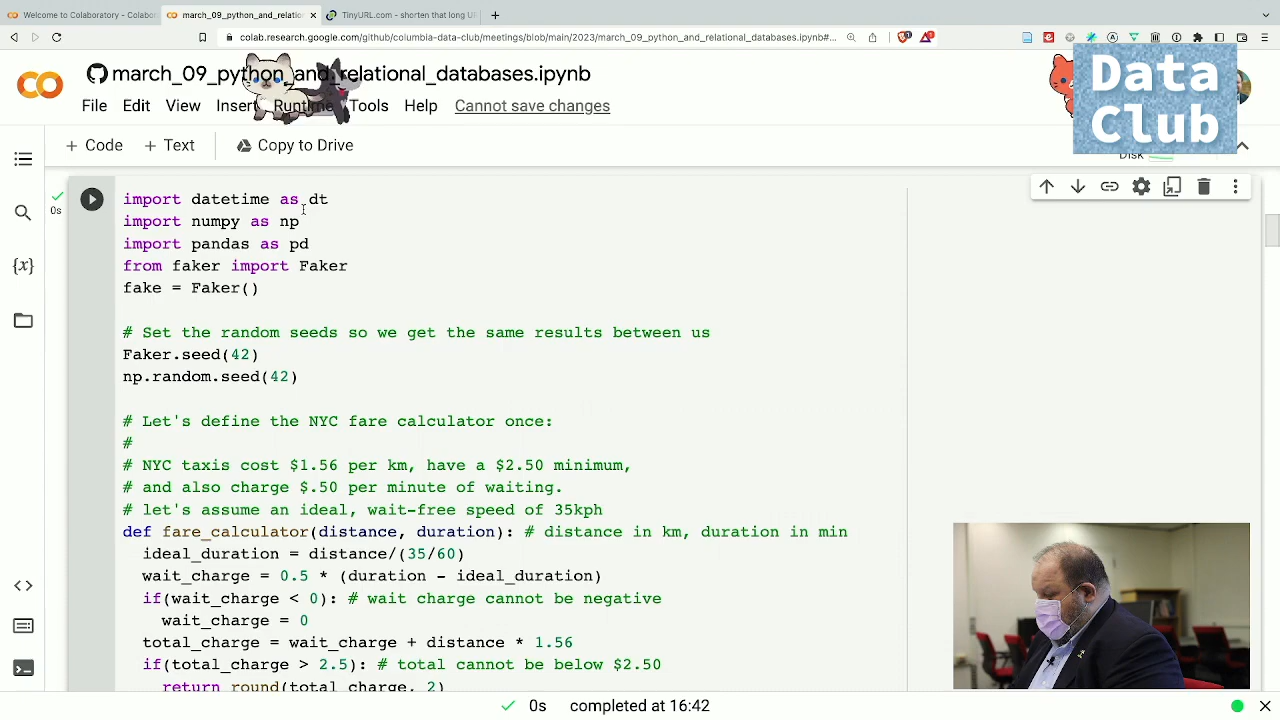 Welcome to Colaboratory - Colabor
march_09_python_and_relation
TinyURL.com - shorten that long U
colab.research.google.com/github/columbia-data-club/meetings/blob/main/2023/march_09_python_and_relational_databases.ipynb#...
march_09_python_and_relational_databases.ipynb
File Edit View Insert Runtime Tools Help Cannot save changes
Data
Club
+ Code + Text Copy to Drive
Disk
0s
import datetime as dt
import numpy as np
import pandas as pd
from faker import Faker
fake = Faker()
# Set the random seeds so we get the same results between us
Faker.seed(42)
np.random.seed(42)
# Let's define the NYC fare calculator once:
#
# NYC taxis cost $1.56 per km, have a $2.50 minimum,
# and also charge $.50 per minute of waiting.
# let's assume an ideal, wait-free speed of 35kph
def fare_calculator(distance, duration): # distance in km, duration in min
ideal_duration = distance/(35/60)
wait_charge = 0.5 * (duration - ideal_duration)
if(wait_charge < 0): # wait charge cannot be negative
wait_charge = 0
total_charge = wait_charge + distance * 1.56
if(total_charge > 2.5): # total cannot be below $2.50
return round(total_charge, 2)
0s completed at 16:42